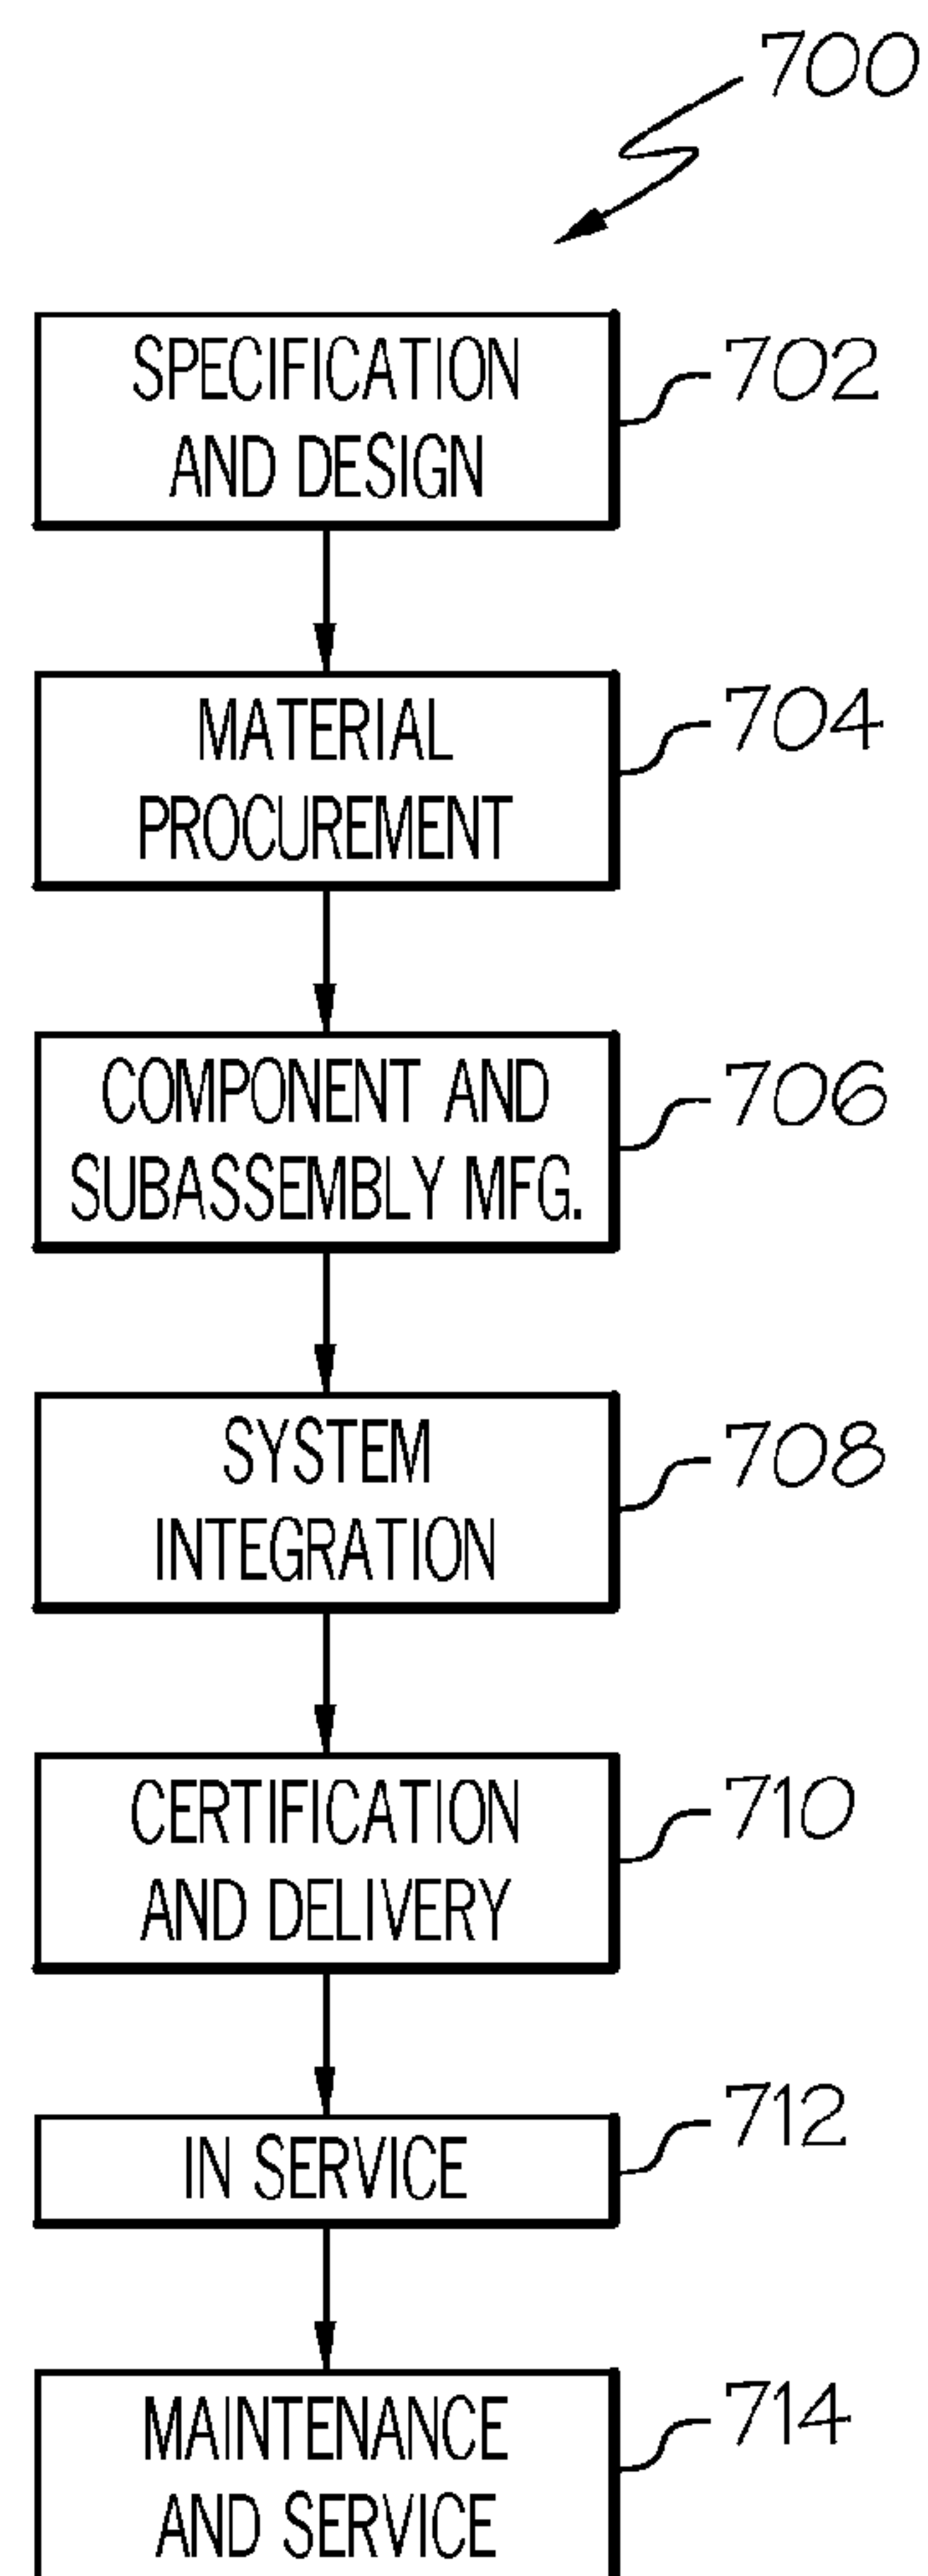 700
SPECIFICATION
AND DESIGN
702
MATERIAL
PROCUREMENT
704
COMPONENT AND
SUBASSEMBLY MFG.
706
SYSTEM
INTEGRATION
708
CERTIFICATION
AND DELIVERY
710
IN SERVICE
712
MAINTENANCE
AND SERVICE
714